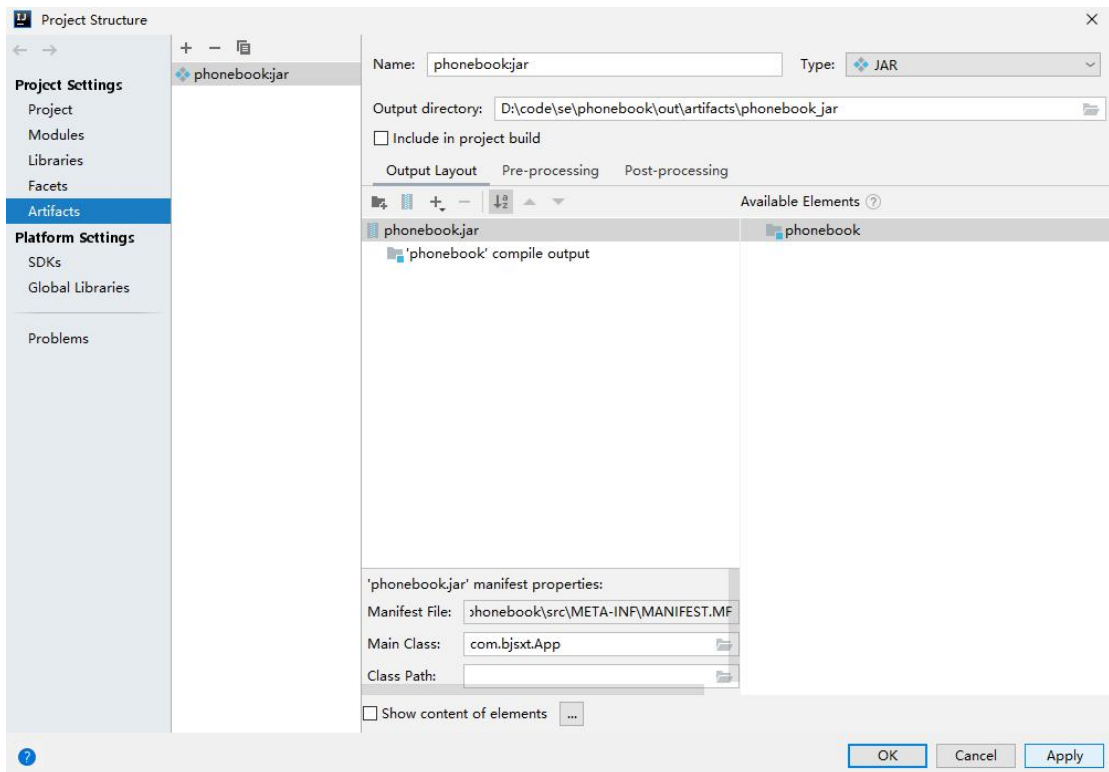 Project Structure
Project Settings
Project
Modules
Libraries
Facets
Artifacts
Platform Settings
SDKs
Global Libraries
Problems
phonebook:jar
Name: phonebook:jar Type: JAR
Output directory: D:\code\se\phonebook\out\artifacts\phonebook_jar
Include in project build
Output Layout Pre-processing Post-processing
Available Elements
phonebook.jar
'phonebook' compile output
phonebook
'phonebook.jar' manifest properties:
Manifest File: phonebook\src\META-INF\MANIFEST.MF
Main Class: com.bjsxt.App
Class Path:
Show content of elements ...
OK Cancel Apply